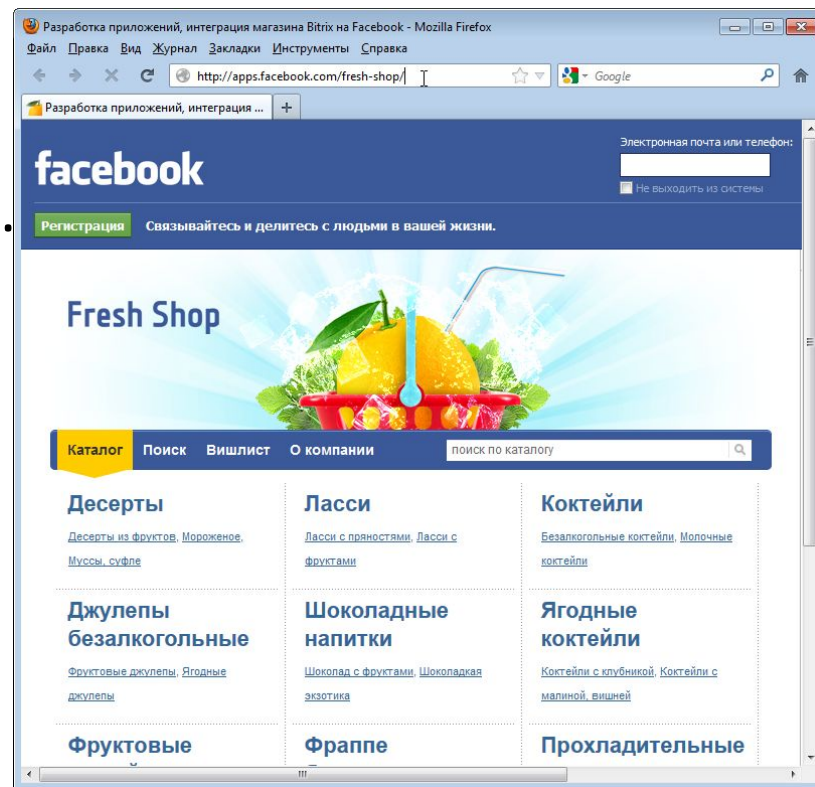 Разработка приложений, интеграция магазина Bitrix на Facebook - Mozilla Firefox
Файл Правка Вид Журнал Закладки Инструменты Справка
http://apps.facebook.com/fresh-shop/
Google
Разработка приложений, интеграция ...
Электронная почта или телефон:
facebook
Не выходить из системы
Регистрация Связывайтесь и делитесь с людьми в вашей жизни.
Fresh Shop
Каталог Поиск Вишлист О компании поиск по каталогу
Десерты
Десерты из фруктов, Мороженое,
Муссы, суфле
Ласси
Ласси с пряностями, Ласси с
фруктами
Коктейли
Безалкогольные коктейли, Молочные
коктейли
Джулепы
безалкогольные
Фруктовые джулепы, Ягодные
джулепы
Шоколадные
напитки
Шоколад с фруктами, Шоколадкая
экзотика
Ягодные
коктейли
Коктейли с клубникой, Коктейли с
малиной, вишней
Фруктовые
Фраппе
Прохладительные